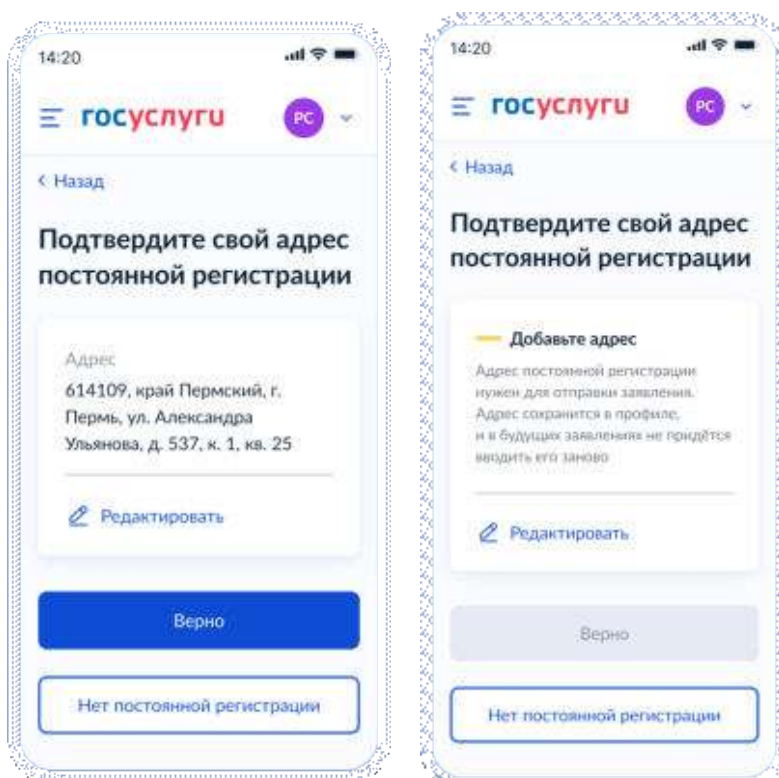 14:20
госуслуги
РС
Назад
Подтвердите свой адрес
постоянной регистрации
Адрес
614109, край Пермский, г.
Пермь, ул. Александра
Ульянова, д. 537, к. 1, кв. 25
Редактировать
Верно
Нет постоянной регистрации
14:20
госуслуги
РС
Назад
Подтвердите свой адрес
постоянной регистрации
Добавьте адрес
Адрес постоянной регистрации
нужен для отправки заявления.
Адрес сохранится в профиле,
и в будущих заявлениях не придётся
вводить его заново
Редактировать
Верно
Нет постоянной регистрации